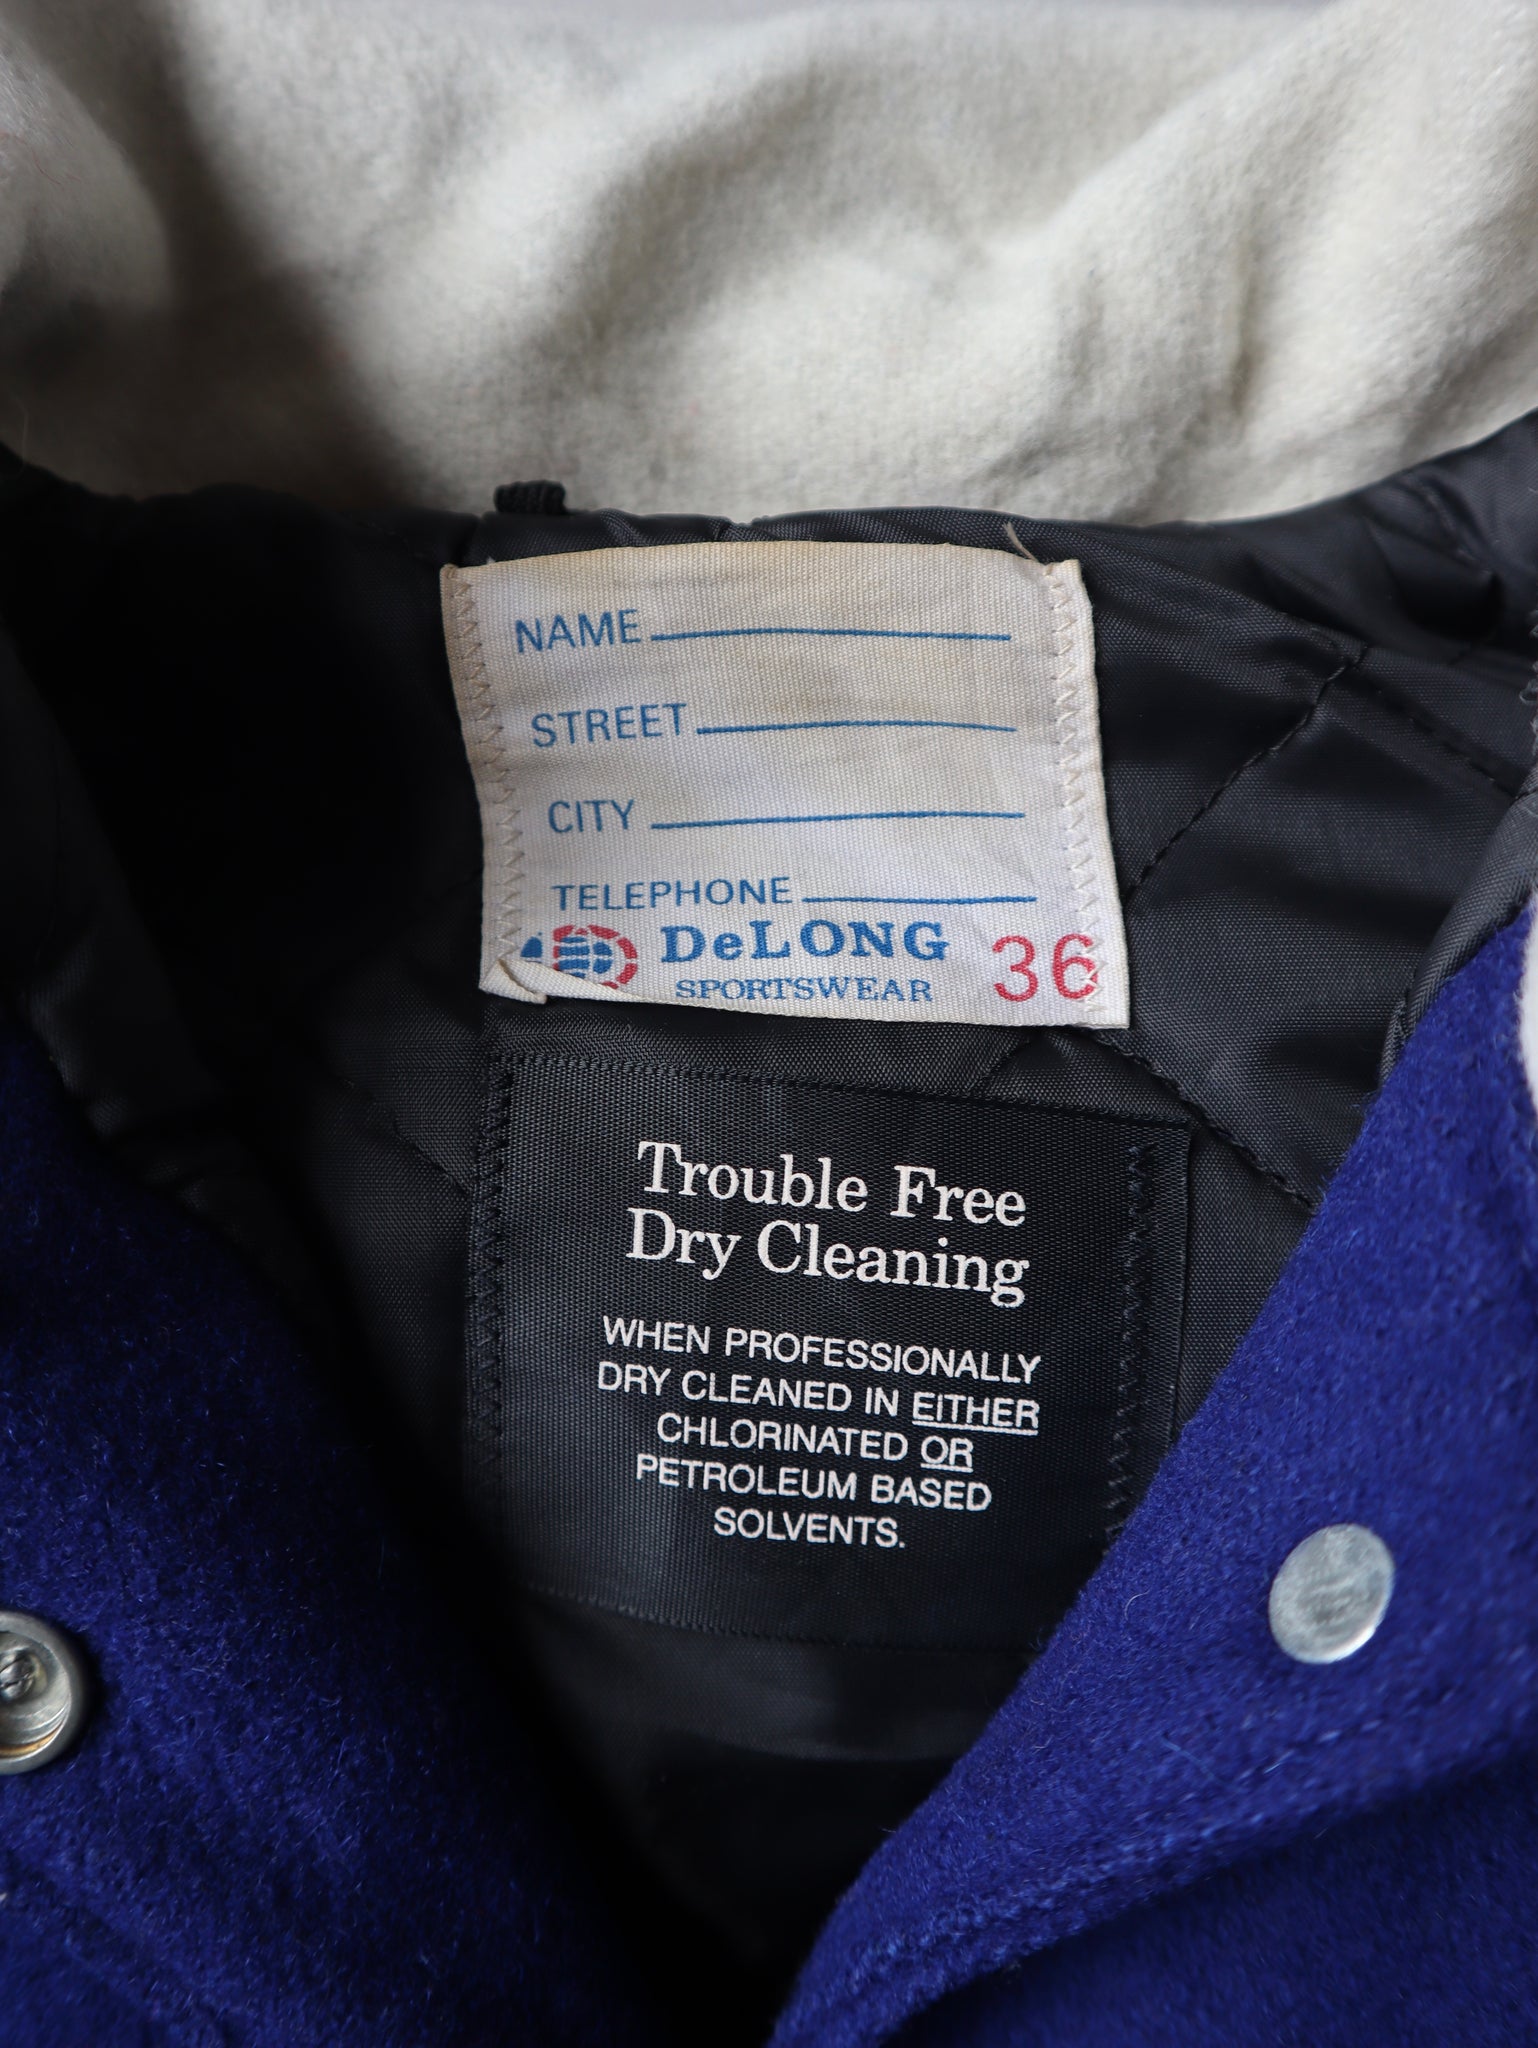 NAME
STREET
CITY
TELEPHONE
DeLONG
SPORTSWEAR
36
Trouble Free
Dry Cleaning
WHEN PROFESSIONALLY
DRY CLEANED IN EITHER
CHLORINATED OR
PETROLEUM BASED
SOLVENTS.